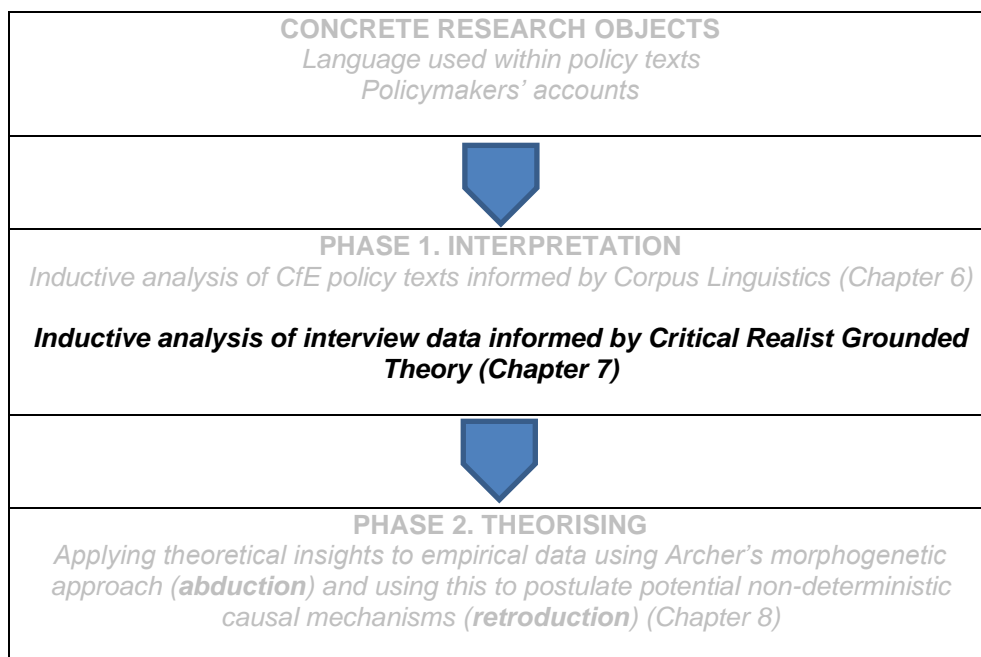 CONCRETE RESEARCH OBJECTS
Language used within policy texts
Policymakers’ accounts
PHASE 1. INTERPRETATION
Inductive analysis of CfE policy texts informed by Corpus Linguistics (Chapter 6)
Inductive analysis of interview data informed by Critical Realist Grounded
Theory (Chapter 7)
PHASE 2. THEORISING
Applying theoretical insights to empirical data using Archer’s morphogenetic
approach (abduction) and using this to postulate potential non-deterministic
causal mechanisms (retroduction) (Chapter 8)